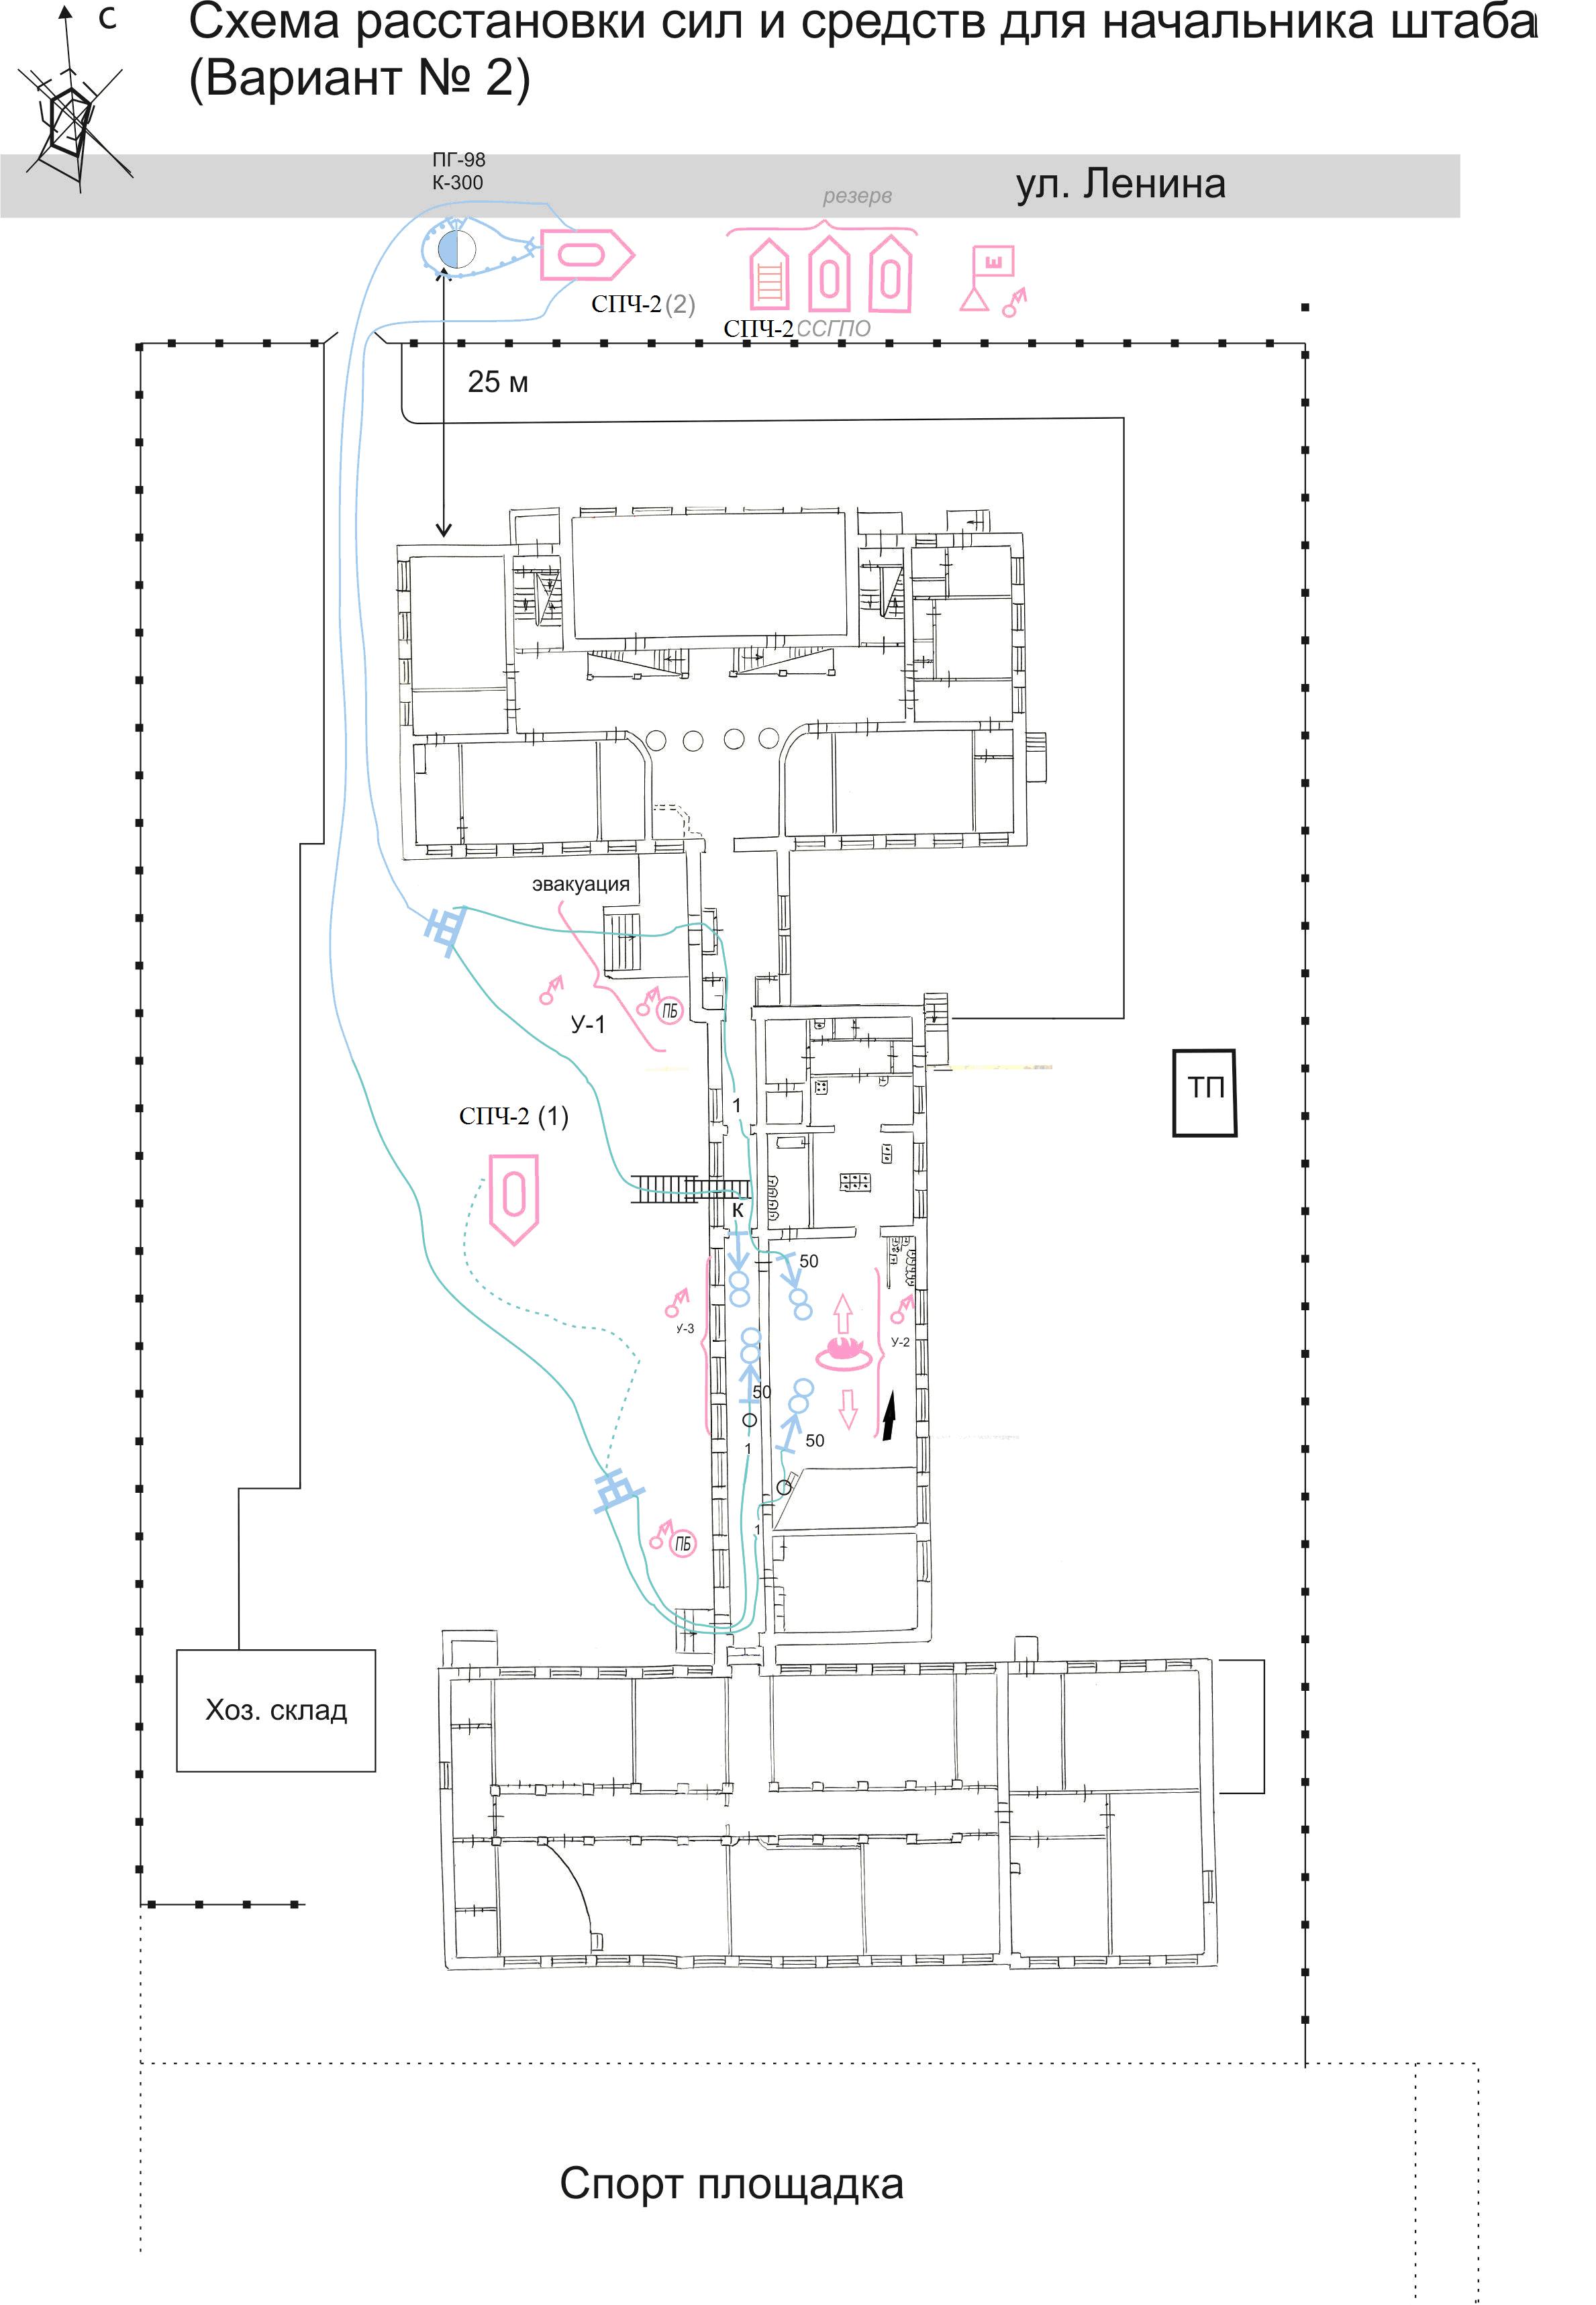 С
Схема расстановки сил и средств для начальника штаба
(Вариант № 2)
ПГ-98
К-300
ул. Ленина
резерв
Ш
СПЧ-2 (2)
СПЧ-2 ССГПО
25 м
эвакуация
ПБ
У-1
ТП
1
СПЧ-2 (1)
К
50
У-3
У-2
50
50
1
1
ПБ
Хоз. склад
Спорт площадка